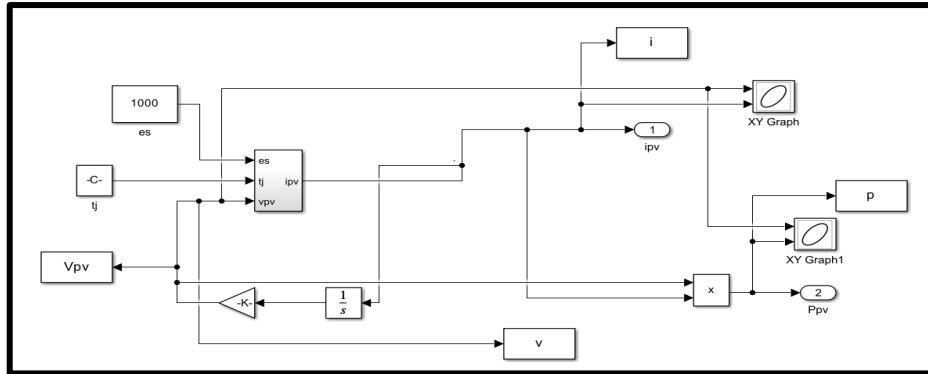 i
1000
es
XY Graph
1
ipv
es
tj
ipv
vpv
-C-
tj
p
XY Graph1
Vpv
-K-
1
s
x
2
Ppv
v